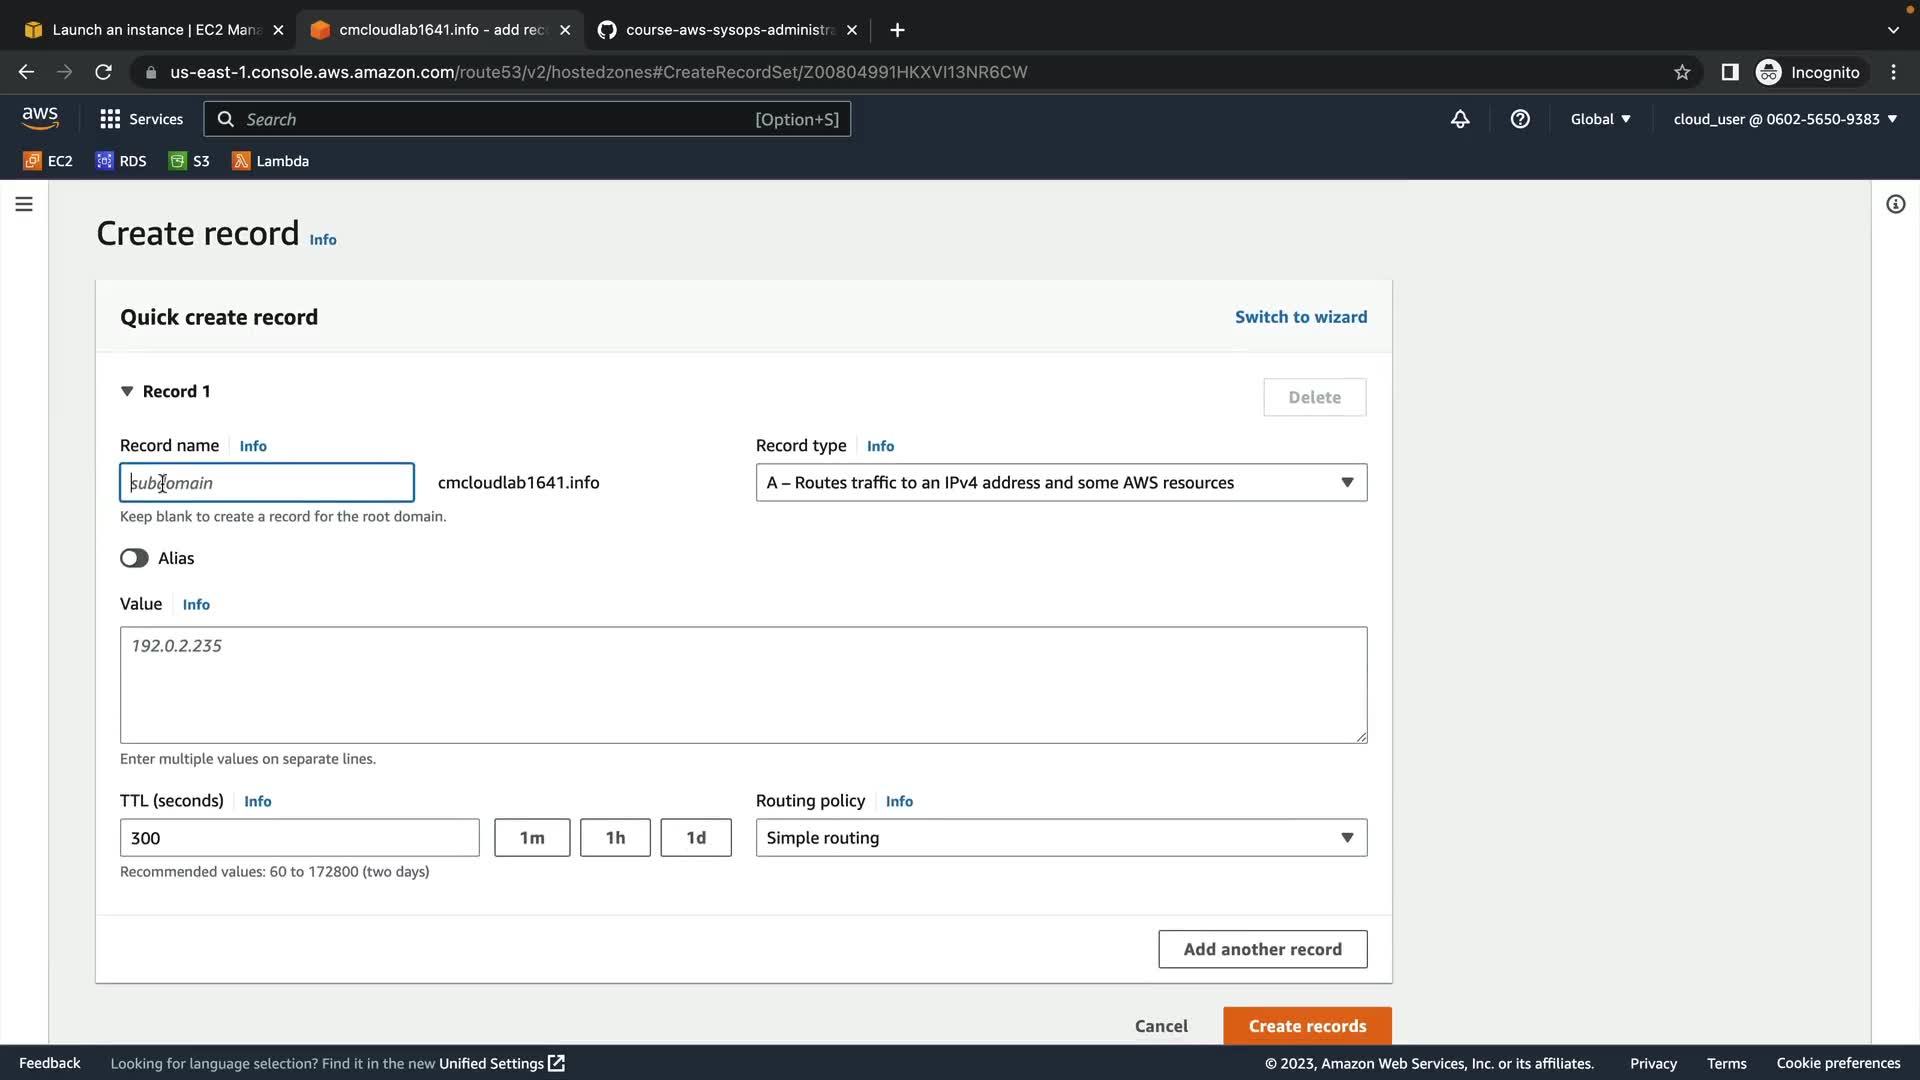 Launch an instance | EC2 Mana
cmcloudlab1641.info - add rec
course-aws-sysops-administra
us-east-1.console.aws.amazon.com/route53/v2/hostedzones#CreateRecordSet/Z00804991HKXVI13NR6CW
Incognito
aws
Services
Search
[Option+S]
Global
cloud_user @ 0602-5650-9383
EC2
RDS
S3
Lambda
Create record Info
Quick create record
Switch to wizard
Record 1
Delete
Record name Info
Record type Info
subdomain
cmcloudlab1641.info
A – Routes traffic to an IPv4 address and some AWS resources
Keep blank to create a record for the root domain.
Alias
Value Info
192.0.2.235
Enter multiple values on separate lines.
TTL (seconds) Info
Routing policy Info
300
1m
1h
1d
Simple routing
Recommended values: 60 to 172800 (two days)
Add another record
Cancel
Create records
Feedback
Looking for language selection? Find it in the new Unified Settings
© 2023, Amazon Web Services, Inc. or its affiliates.
Privacy
Terms
Cookie preferences